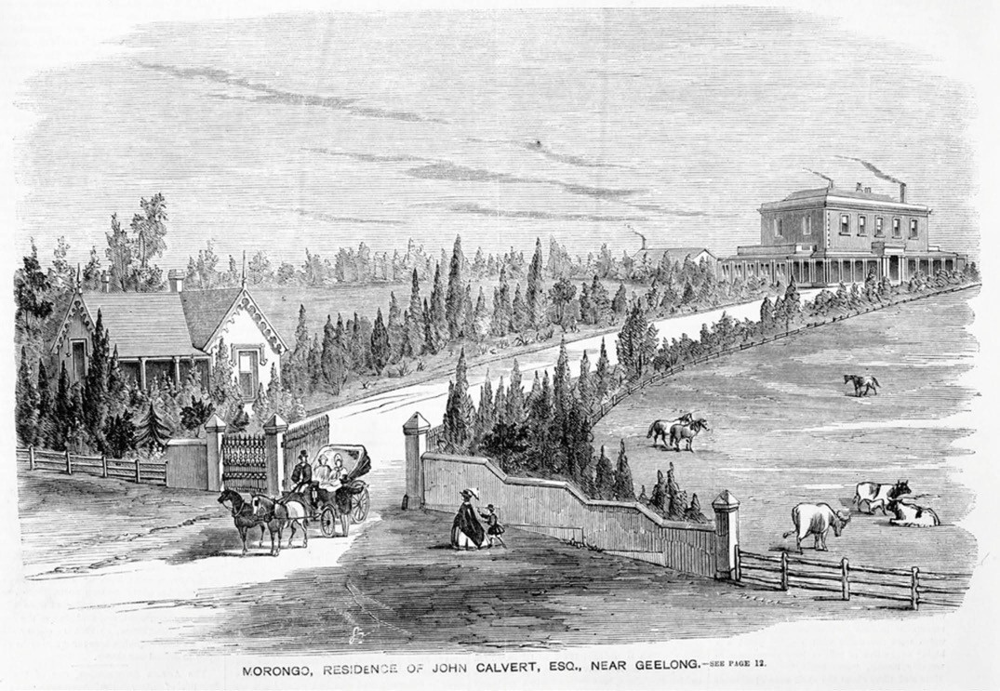 MORONGO, RESIDENCE OF JOHN CALVERT, ESQ., NEAR GEELONG.—SEE PAGE 12.